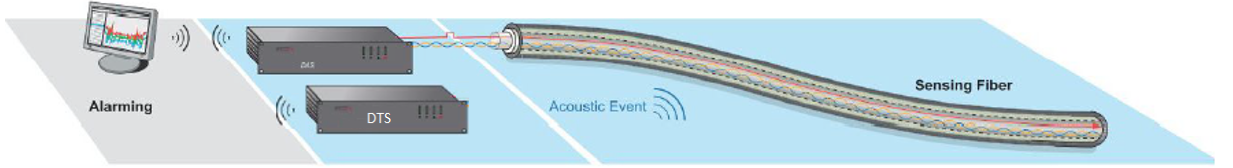 DAS
DTS
Alarming
Acoustic Event
Sensing Fiber